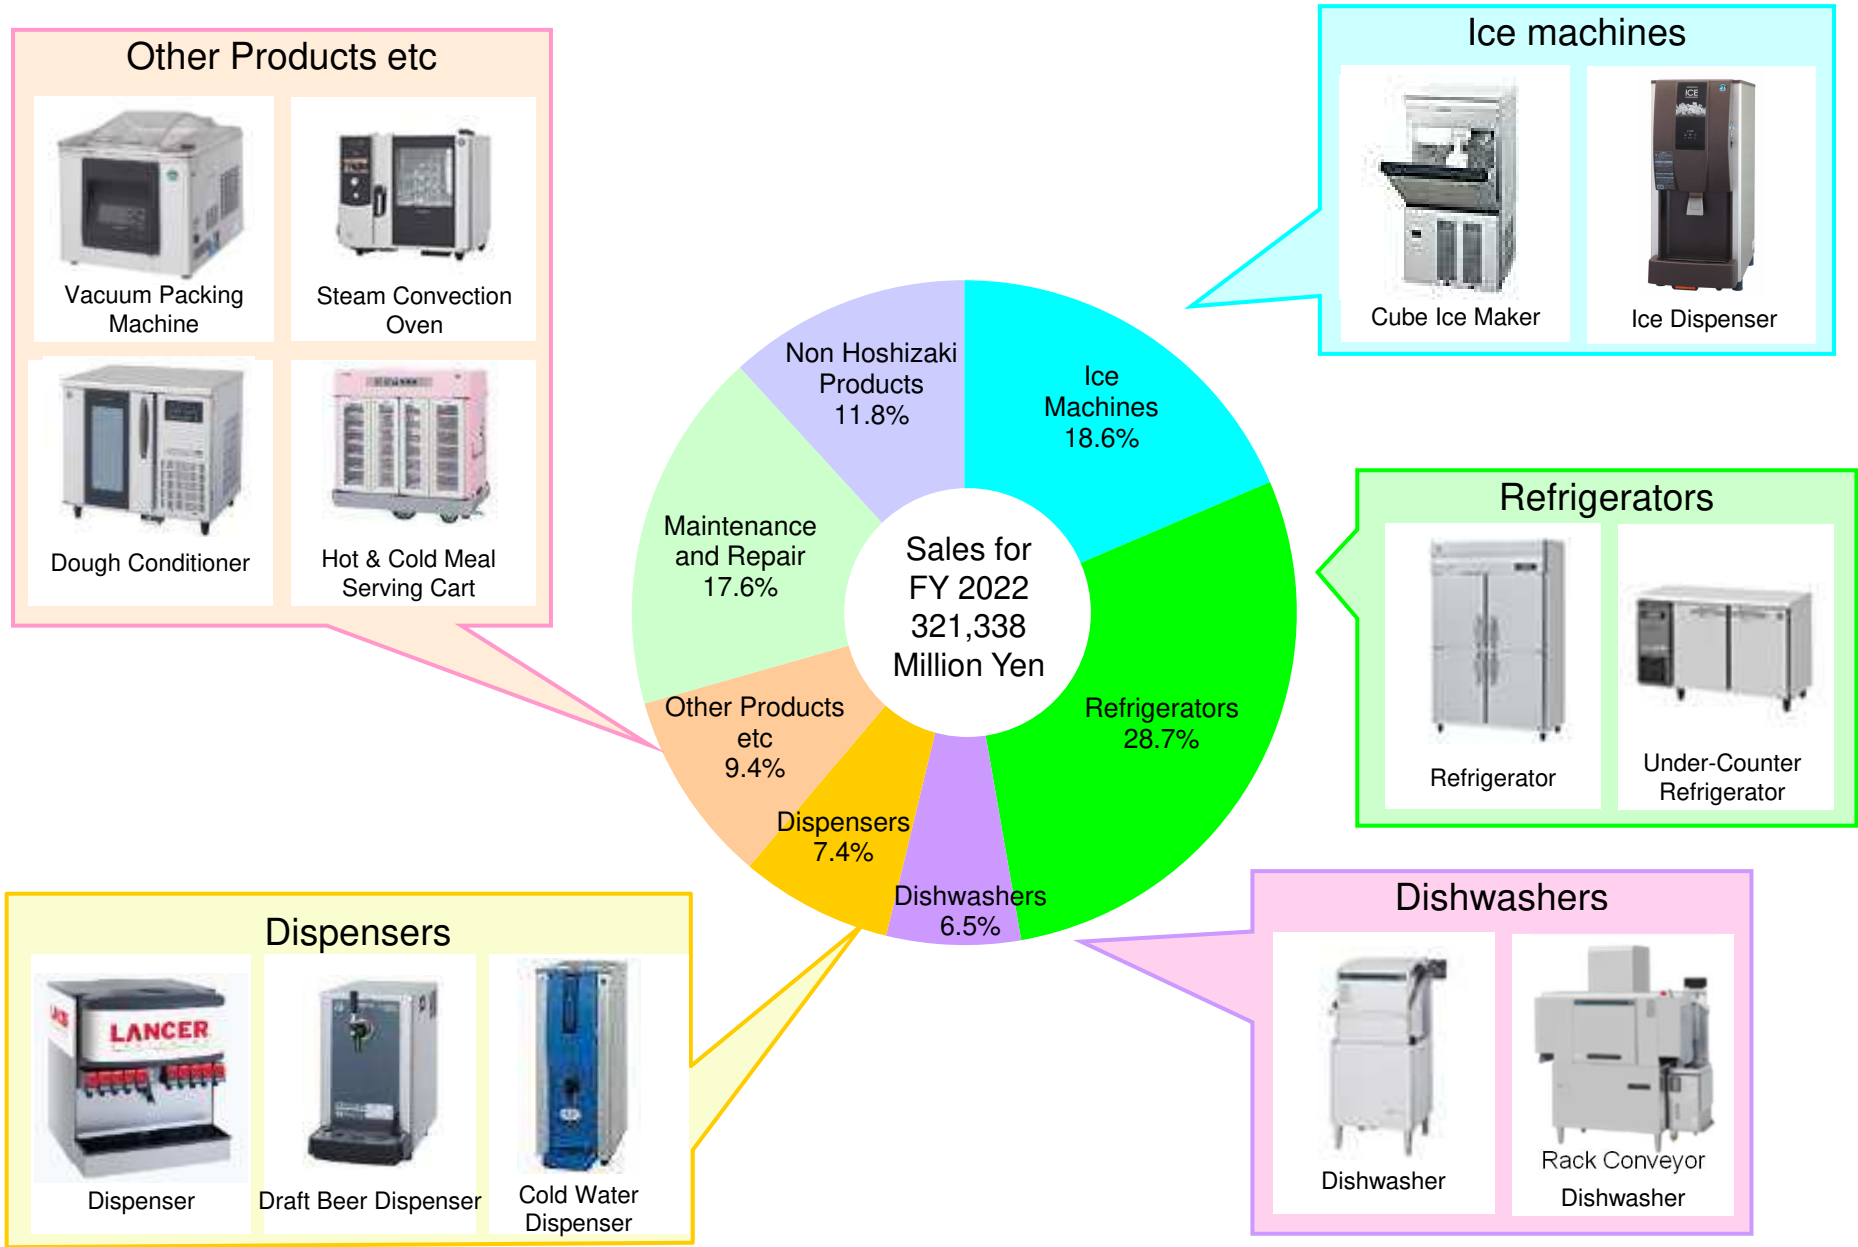 Other Products etc
Vacuum Packing
Machine
Steam Convection
Oven
Dough Conditioner
Hot & Cold Meal
Serving Cart
Ice machines
ICE
Cube Ice Maker
Ice Dispenser
Non Hoshizaki
Products
11.8%
Ice
Machines
18.6%
Maintenance
and Repair
17.6%
Sales for
FY 2022
321,338
Million Yen
Refrigerators
28.7%
Other Products
etc
9.4%
Dispensers
7.4%
Dishwashers
6.5%
Refrigerators
Refrigerator
Under-Counter
Refrigerator
Dispensers
LANCER
Dispenser
Draft Beer Dispenser
Cold Water
Dispenser
Dishwashers
Dishwasher
Rack Conveyor
Dishwasher